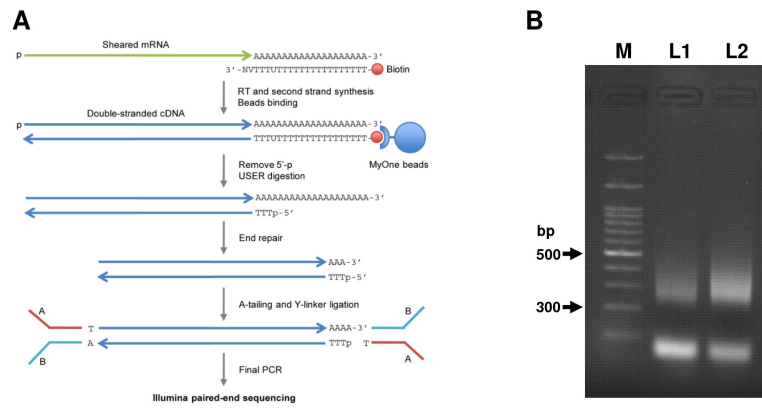 A
Sheared mRNA
p
AAAAAAAAAAAAAAAAAAAA-3'
3'-NVTTTUTTTTTTTTTTTTTTTTT
Biotin
RT and second strand synthesis
Beads binding
Double-stranded cDNA
p
AAAAAAAAAAAAAAAAAAAA-3'
TTTUTTTTTTTTTTTTTTTTT
MyOne beads
Remove 5'-p
USER digestion
AAAAAAAAAAAAAAAAAAAA-3'
TTTp-5'
End repair
AAA-3'
TTTp-5'
A-tailing and Y-linker ligation
A
B
T
AAAA-3'
A
TTTp T
B
A
Final PCR
Illumina paired-end sequencing
B
M L1 L2
bp
500
300